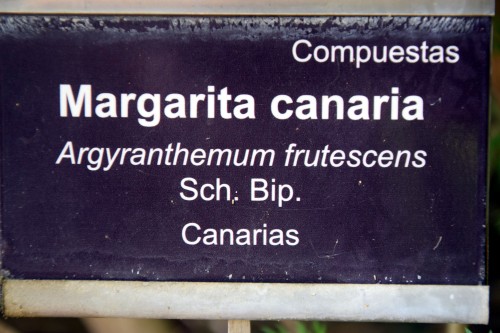 Compuestas
Margarita canaria
Argyranthemum frutescens
Sch. Bip.
Canarias